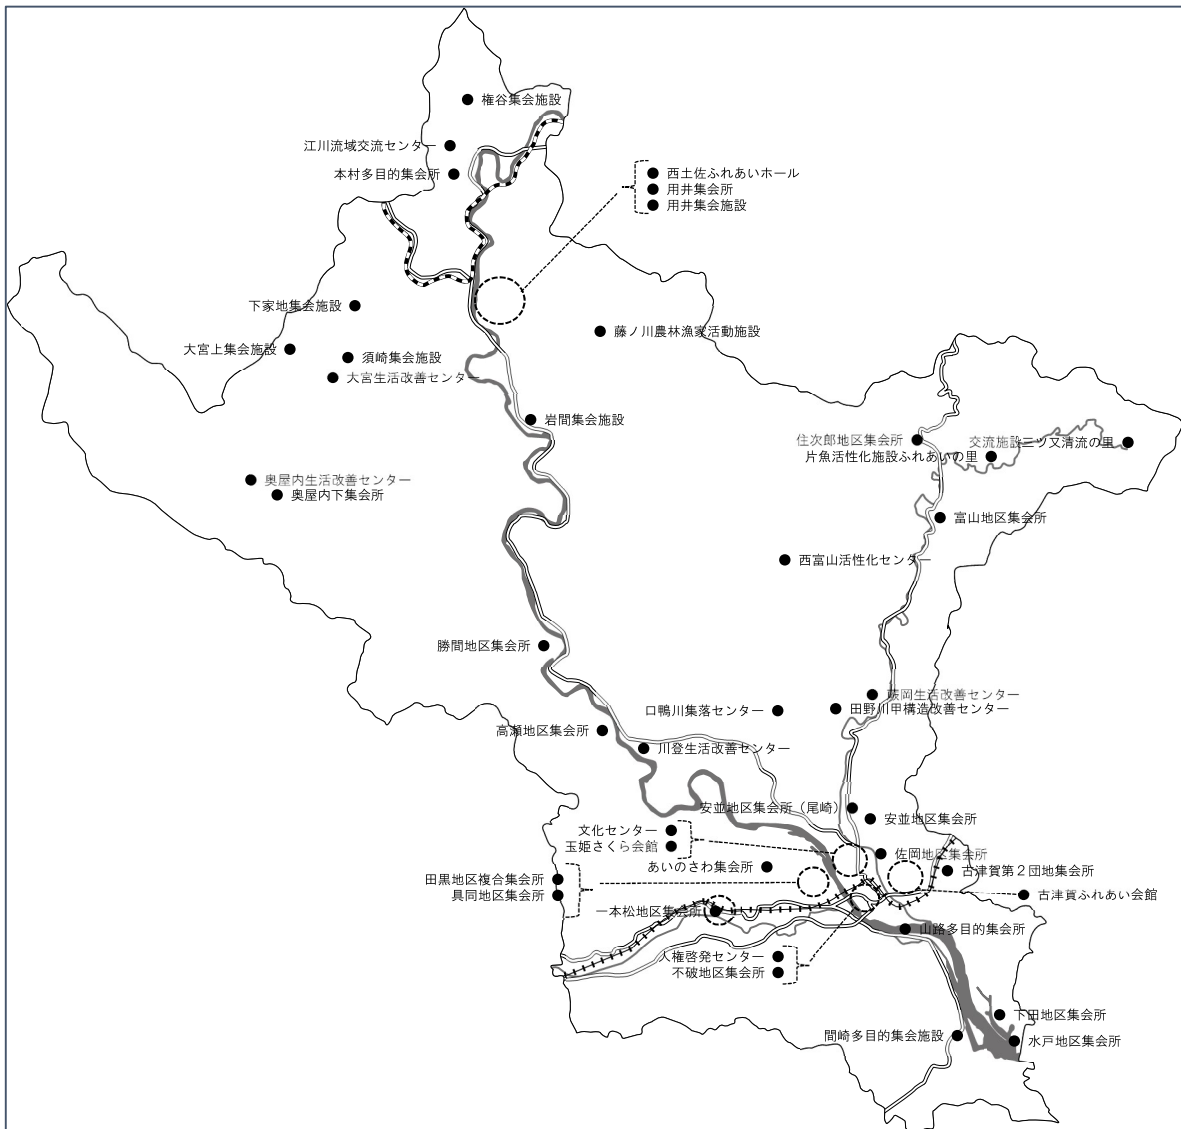 権谷集会施設
江川流域交流センター
本村多目的集会所
西土佐ふれあいホール
用井集会所
用井集会施設
下家地集会施設
藤ノ川農林漁家活動施設
大宮上集会施設
須崎集会施設
大宮生活改善センター
岩間集会施設
住次郎地区集会所
交流施設三ツ又清流の里
片魚活性化施設ふれあいの里
奥屋内生活改善センター
奥屋内下集会所
富山地区集会所
西富山活性化センター
勝間地区集会所
蕨岡生活改善センター
口鴨川集落センター
田野川甲構造改善センター
高瀬地区集会所
川登生活改善センター
安並地区集会所（尾崎）
安並地区集会所
文化センター
玉姫さくら会館
佐岡地区集会所
あいのさわ集会所
古津賀第２団地集会所
田黒地区複合集会所
具同地区集会所
古津賀ふれあい会館
一本松地区集会所
山路多目的集会所
人権啓発センター
不破地区集会所
下田地区集会所
間崎多目的集会施設
水戸地区集会所